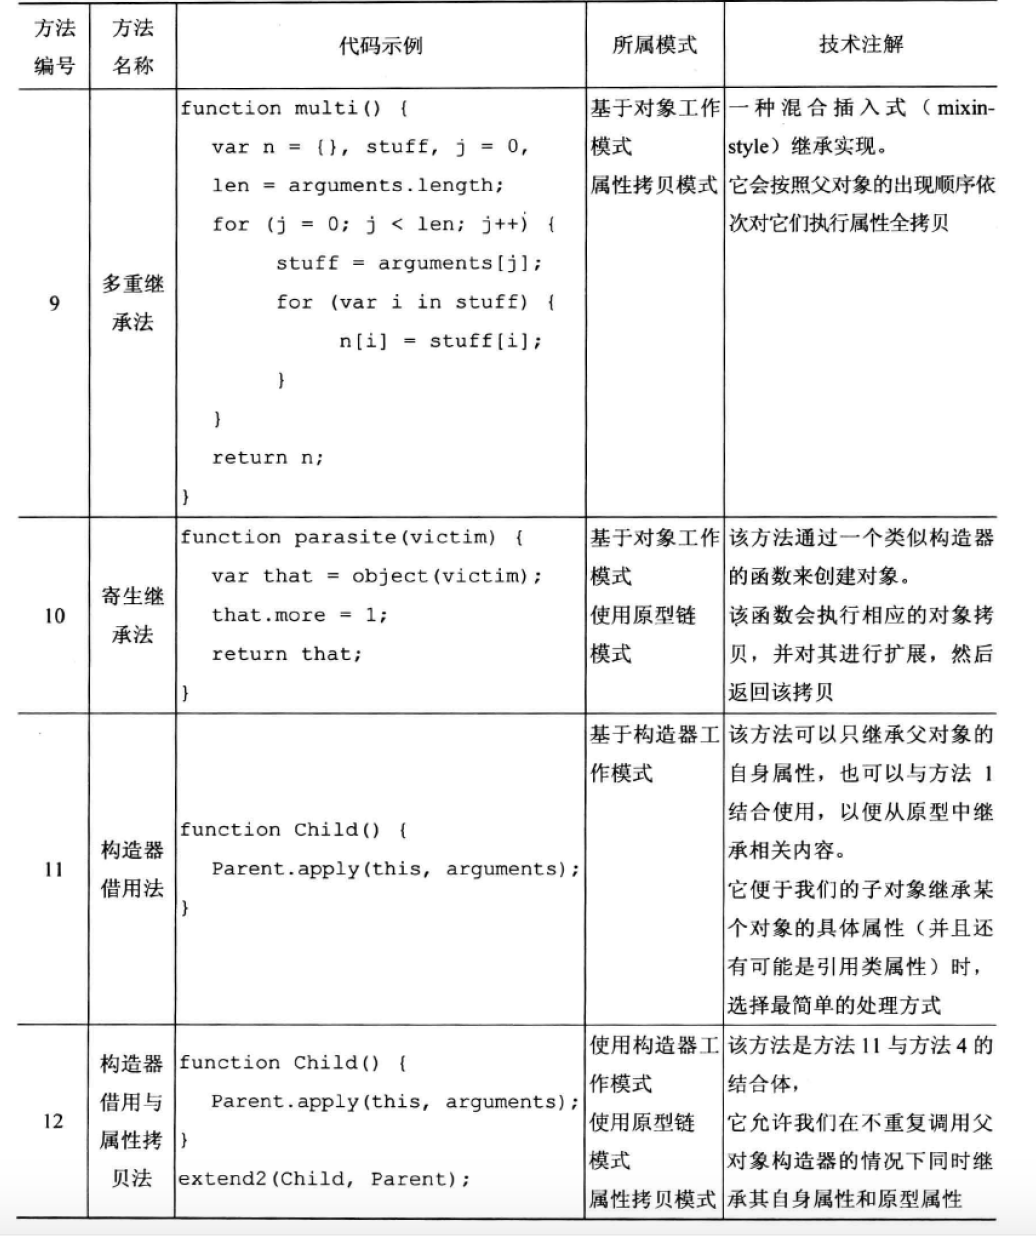 方法
编号
方法
名称
代码示例
所属模式
技术注解
9
多重继
承法
function multi() {
var n = {}, stuff, j = 0,
len = arguments.length;
for (j = 0; j < len; j++) {
stuff = arguments[j];
for (var i in stuff) {
n[i] = stuff[i];
}
}
return n;
}
基于对象工作
模式
属性拷贝模式
一种混合插入式（mixin-
style）继承实现。
它会按照父对象的出现顺序依
次对它们执行属性全拷贝
10
寄生继
承法
function parasite(victim) {
var that = object(victim);
that.more = 1;
return that;
}
基于对象工作
模式
使用原型链
模式
该方法通过一个类似构造器
的函数来创建对象。
该函数会执行相应的对象拷
贝，并对其进行扩展，然后
返回该拷贝
11
构造器
借用法
function Child() {
Parent.apply(this, arguments);
}
基于构造器工
作模式
该方法可以只继承父对象的
自身属性，也可以与方法 1
结合使用，以便从原型中继
承相关内容。
它便于我们的子对象继承某
个对象的具体属性（并且还
有可能是引用类属性）时，
选择最简单的处理方式
12
构造器
借用与
属性拷
贝法
function Child() {
Parent.apply(this, arguments);
}
extend2(Child, Parent);
使用构造器工
作模式
使用原型链
模式
属性拷贝模式
该方法是方法 11 与方法 4 的
结合体，
它允许我们在不重复调用父
对象构造器的情况下同时继
承其自身属性和原型属性